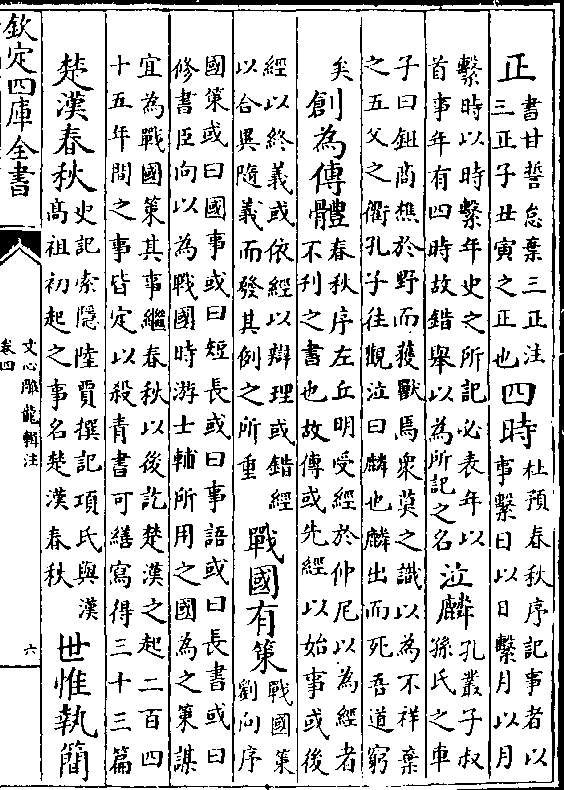 正書甘誓怠棄三正注三正子丑寅之正也四時杜預春秋序記事者以事繫日以日繫月以月
繫時以時繫年史之所記必表年以首事年有四時故錯舉以為所記之名泣麟孔叢子叔孫氏之車
子曰鉏商樵於野而獲獸焉衆莫之識以為不祥棄之五父之衢孔子往觀泣曰麟也麟出而死吾道窮
矣創為傳體春秋序左丘明受經於仲尼以為經者不刊之書也故傳或先經以始事或後
經以終義或依經以辯理或錯經以合異隨義而發其例之所重戰國有策戰國策劉向序
國策或曰國事或曰短長或曰事語或曰長書或曰修書臣向以為戰國時游士輔所用之國為之策謀
宜為戰國策其事繼春秋以後訖楚漢之起二百四十五年間之事皆定以殺青書可繕寫得三十三篇
楚漢春秋史記索隱陸賈撰記項氏與漢高祖初起之事名楚漢春秋世惟執簡
欽定四庫全書
文心雕龍輯注
卷四
六